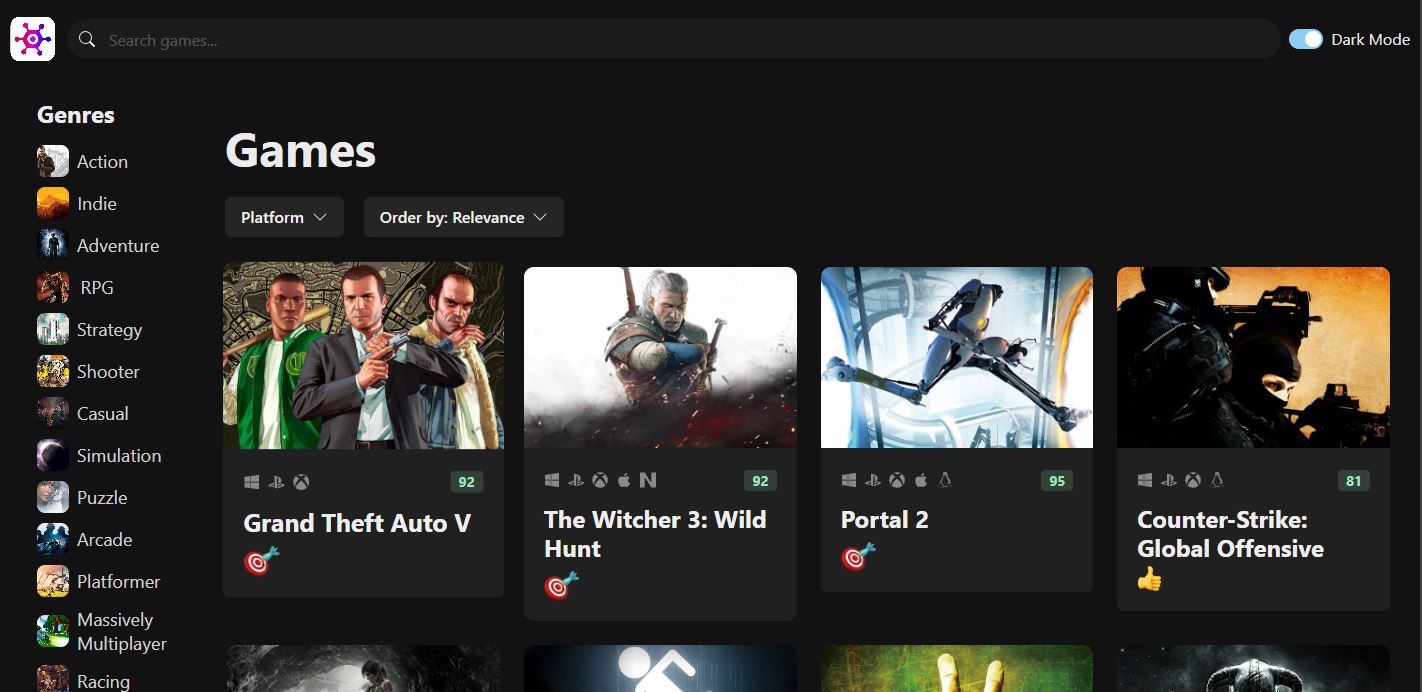 Search games...
Dark Mode
Genres
Action
Indie
Adventure
RPG
Strategy
Shooter
Casual
Simulation
Puzzle
Arcade
Platformer
Massively
Multiplayer
Racing
Games
Platform
Order by: Relevance
92
Grand Theft Auto V
92
The Witcher 3: Wild
Hunt
95
Portal 2
81
Counter-Strike:
Global Offensive